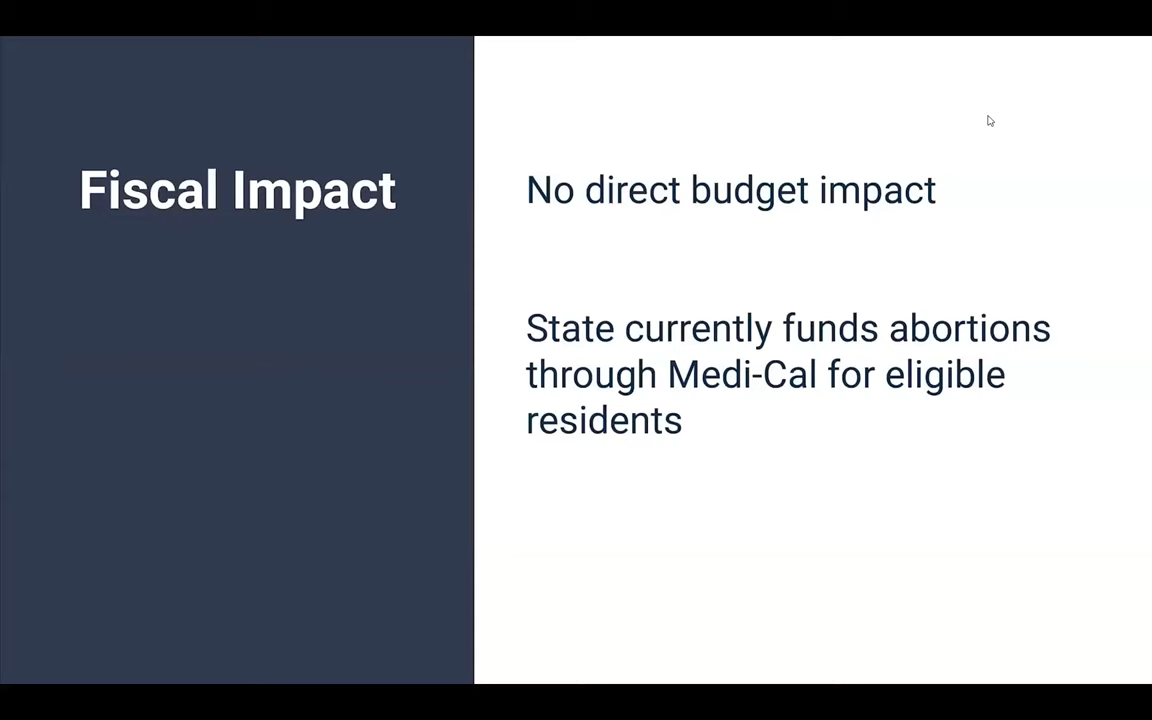 Fiscal Impact
No direct budget impact
State currently funds abortions
through Medi-Cal for eligible
residents